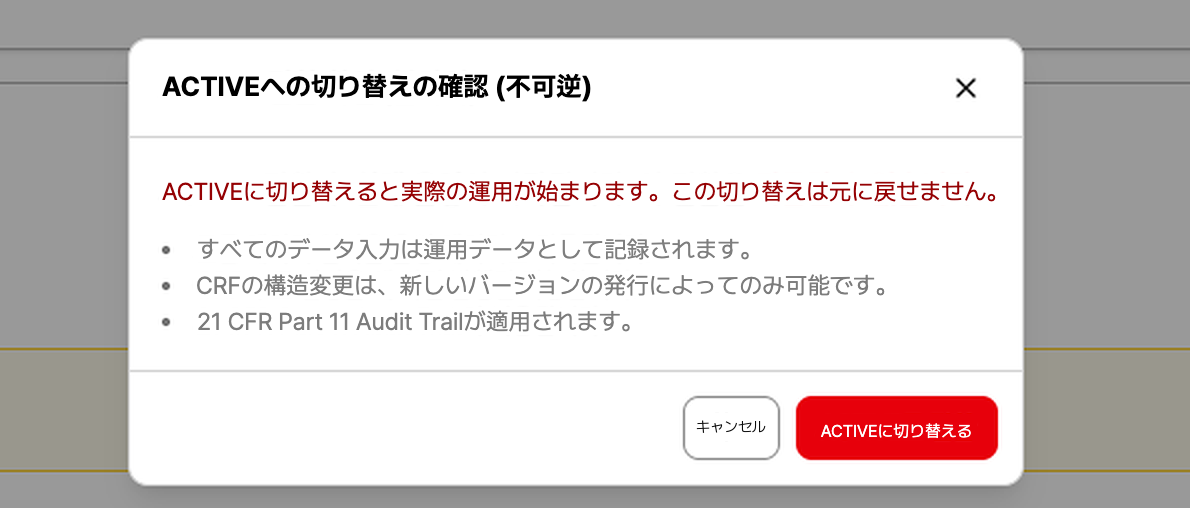 ACTIVEへの切り替えの確認 (不可逆)
ACTIVEに切り替えると実際の運用が始まります。この切り替えは元に戻せません。
• すべてのデータ入力は運用データとして記録されます。
• CRFの構造変更は、新しいバージョンの発行によってのみ可能です。
• 21 CFR Part 11 Audit Trailが適用されます。
キャンセル
ACTIVEに切り替える